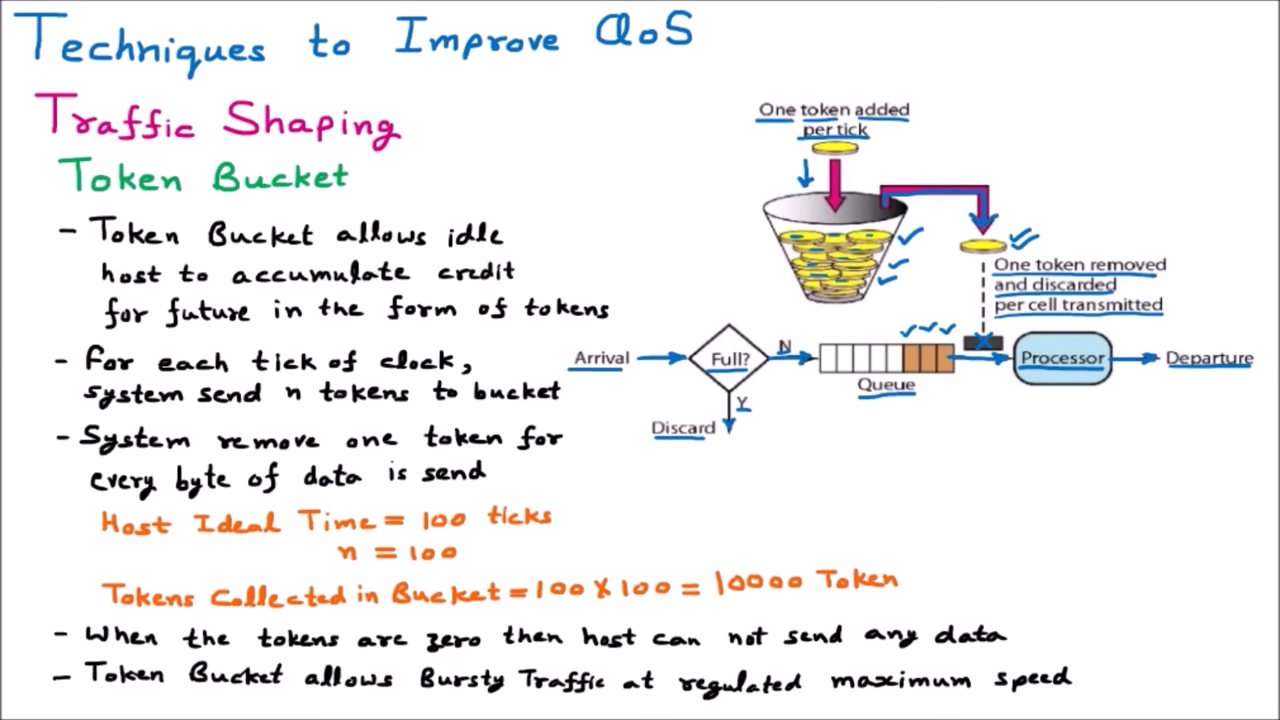 Techniques to Improve QoS
Traffic Shaping
Token Bucket
- Token Bucket allows idle
host to accumulate credit
for future in the form of tokens
- For each tick of clock,
system send n tokens to bucket
- System remove one token for
every byte of data is send
Host Ideal Time = 100 ticks
n = 100
Tokens Collected in Bucket = 100 X 100 = 10000 Token
- When the tokens are zero then host can not send any data
- Token Bucket allows Bursty Traffic at regulated maximum speed
One token added
per tick
One token removed
and discarded
per cell transmitted
Arrival
Full?
N
Y
Discard
Queue
Processor
Departure